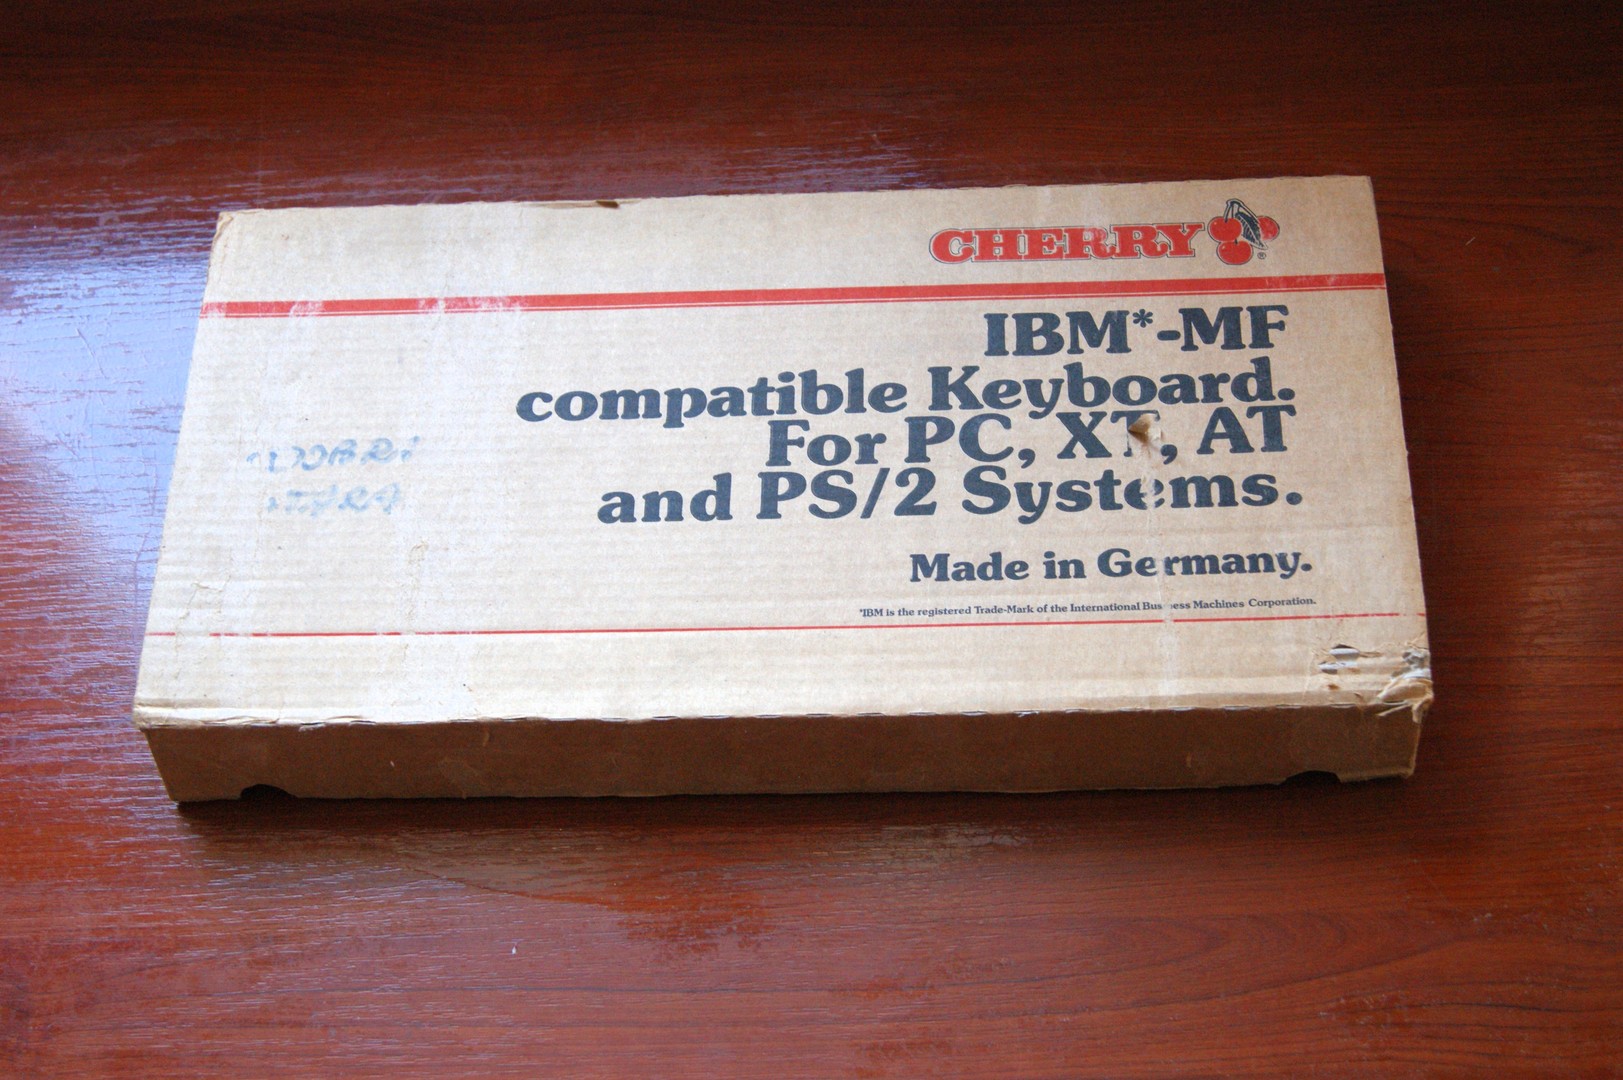 CHERRY®
IBM*-MF
compatible Keyboard.
For PC, XT, AT
and PS/2 Systems.
Made in Germany.
*IBM is the registered Trade-Mark of the International Business Machines Corporation.